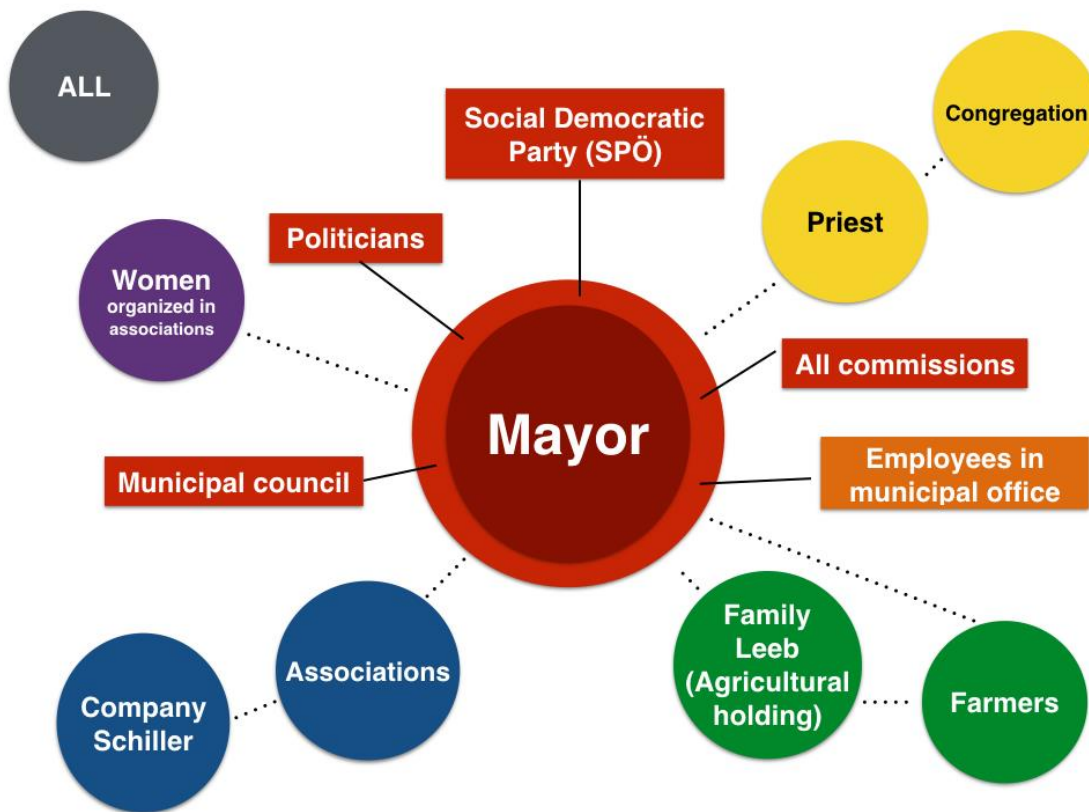 ALL
Social Democratic
Party (SPÖ)
Congregation
Priest
Politicians
Women
organized in
associations
All commissions
Mayor
Municipal council
Employees in
municipal office
Family
Leeb
(Agricultural
holding)
Associations
Farmers
Company
Schiller